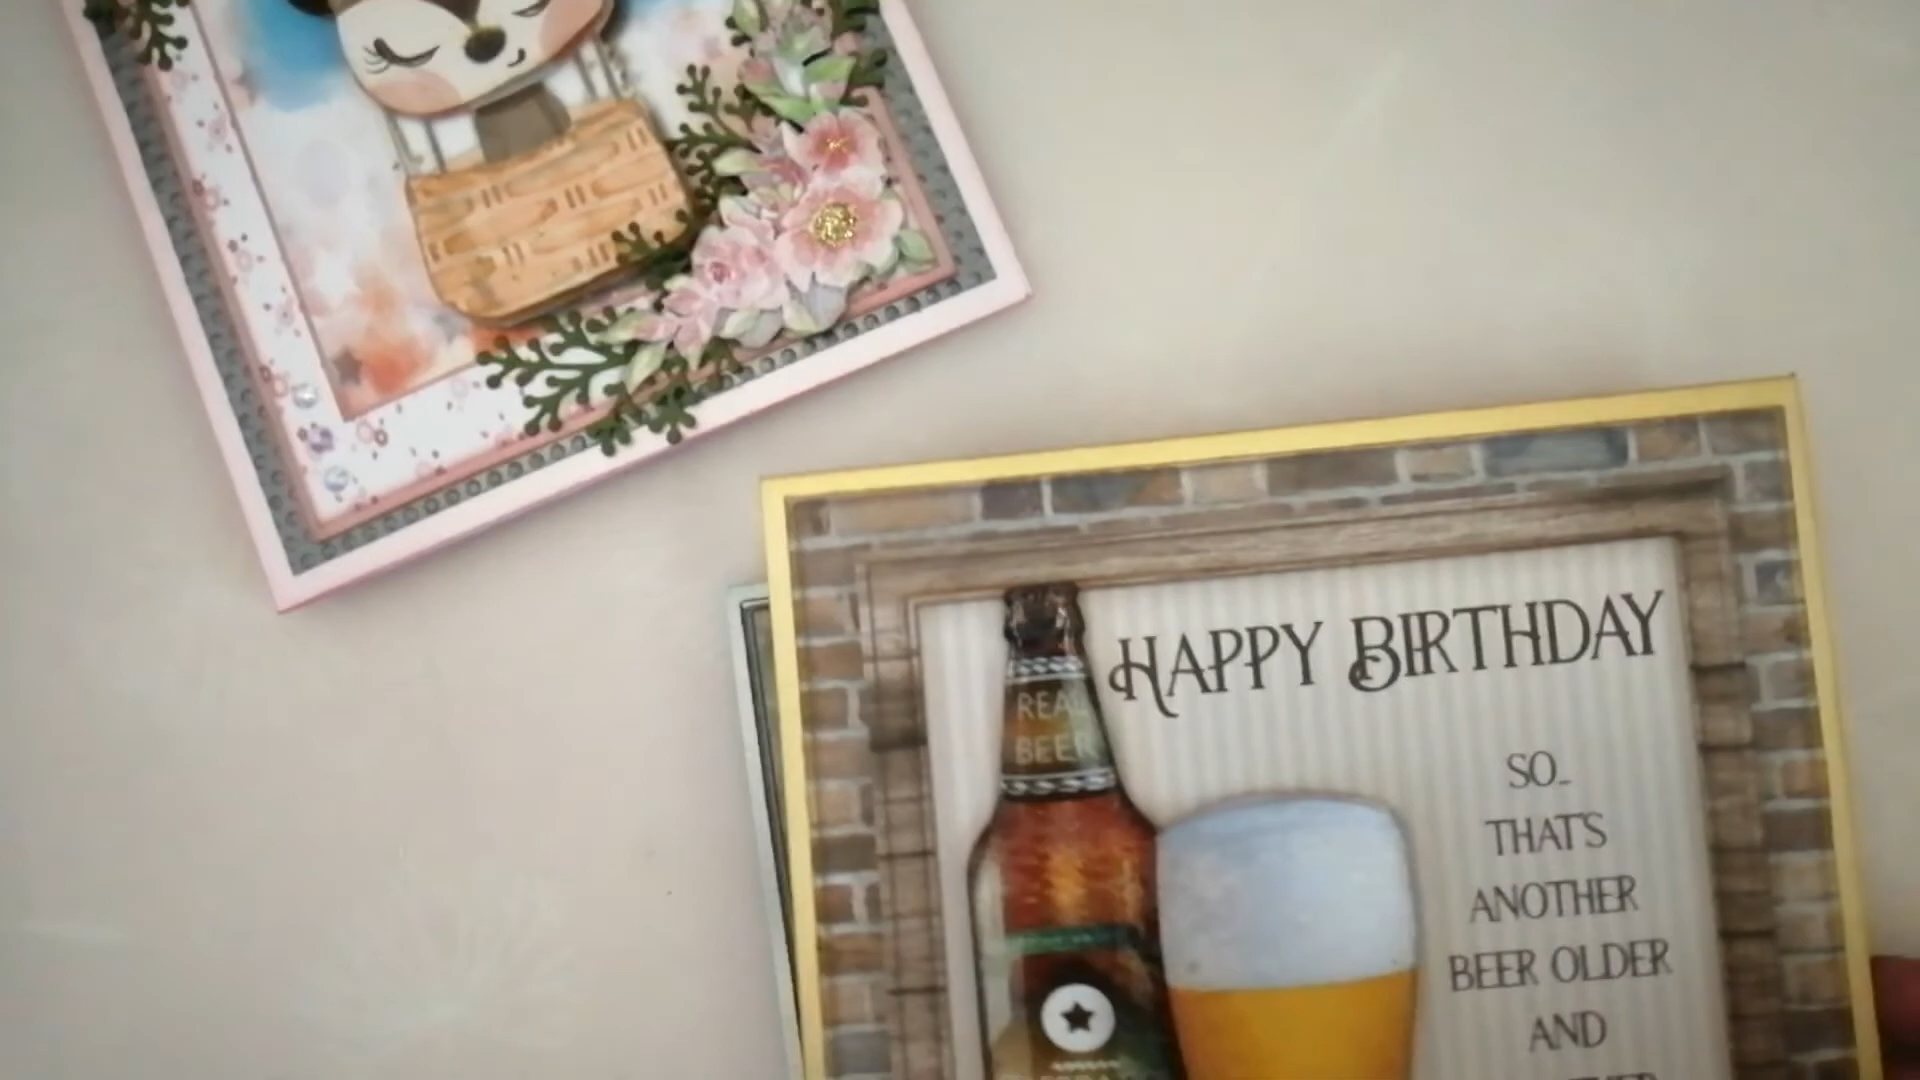 HAPPY BIRTHDAY
REAL
BEER
SO...
THAT'S
ANOTHER
BEER OLDER
AND